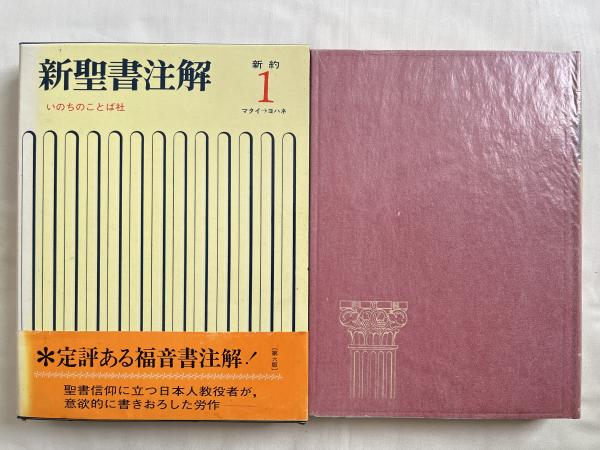 新聖書注解
いのちのことば社
新約
1
マタイ→ヨハネ
*定評ある福音書注解!
〔第六版〕
聖書信仰に立つ日本人教役者が,
意欲的に書きおろした労作